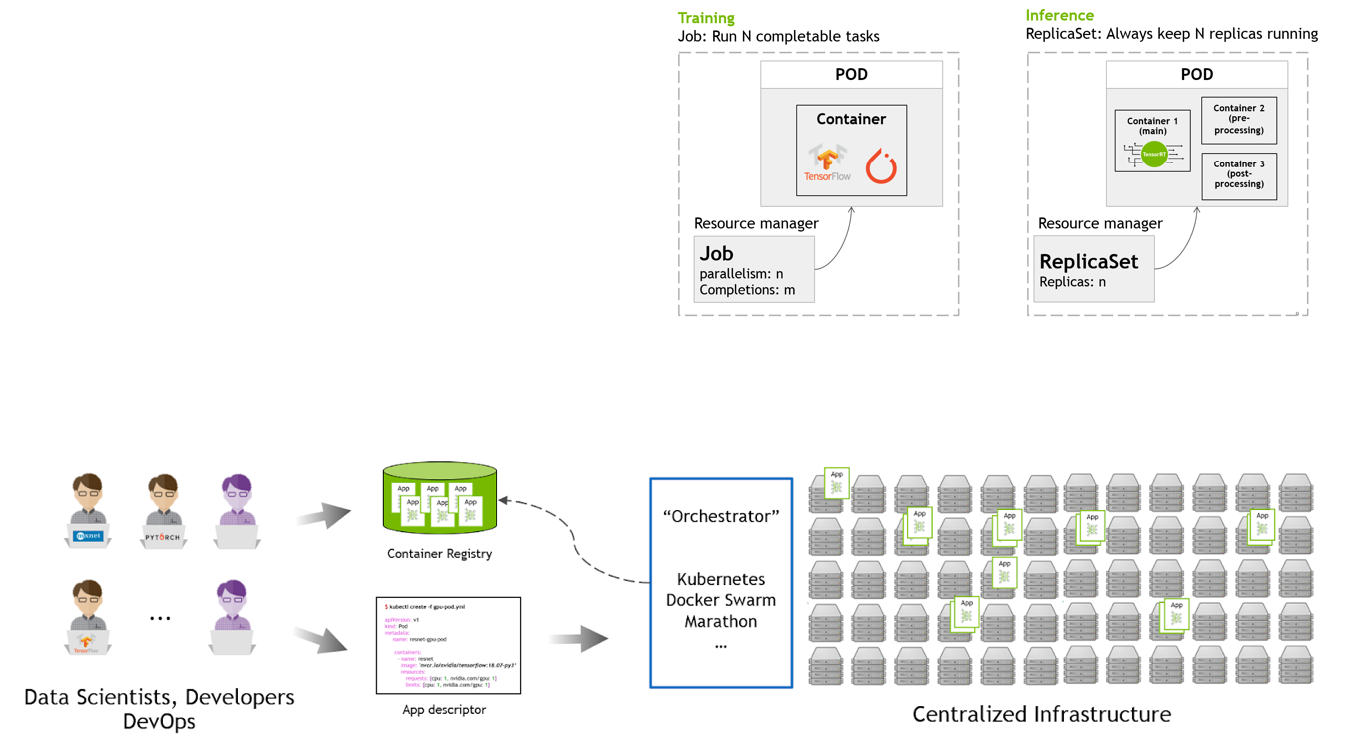 Training
Job: Run N completable tasks
POD
Container
TensorFlow
Resource manager
Job
parallelism: n
Completions: m
Inference
ReplicaSet: Always keep N replicas running
POD
Container 1
(main)
TensorRT
Container 2
(pre-
processing)
Container 3
(post-
processing)
Resource manager
ReplicaSet
Replicas: n
mxnet
PYTORCH
...
TensorFlow
Data Scientists, Developers
DevOps
App
App
App
App
App
App
Container Registry
$ kubectl create -f gpu-pod.yml
apiVersion: v1
kind: Pod
metadata:
name: resnet-gpu-pod
containers:
- name: resnet
image: 'nvcr.io/nvidia/tensorflow:18.07-py3'
resources:
requests: [cpu: 1, nvidia.com/gpu: 1]
limits: [cpu: 1, nvidia.com/gpu: 1]
App descriptor
“Orchestrator”
Kubernetes
Docker Swarm
Marathon
...
App
App
App
App
App
App
App
App
Centralized Infrastructure